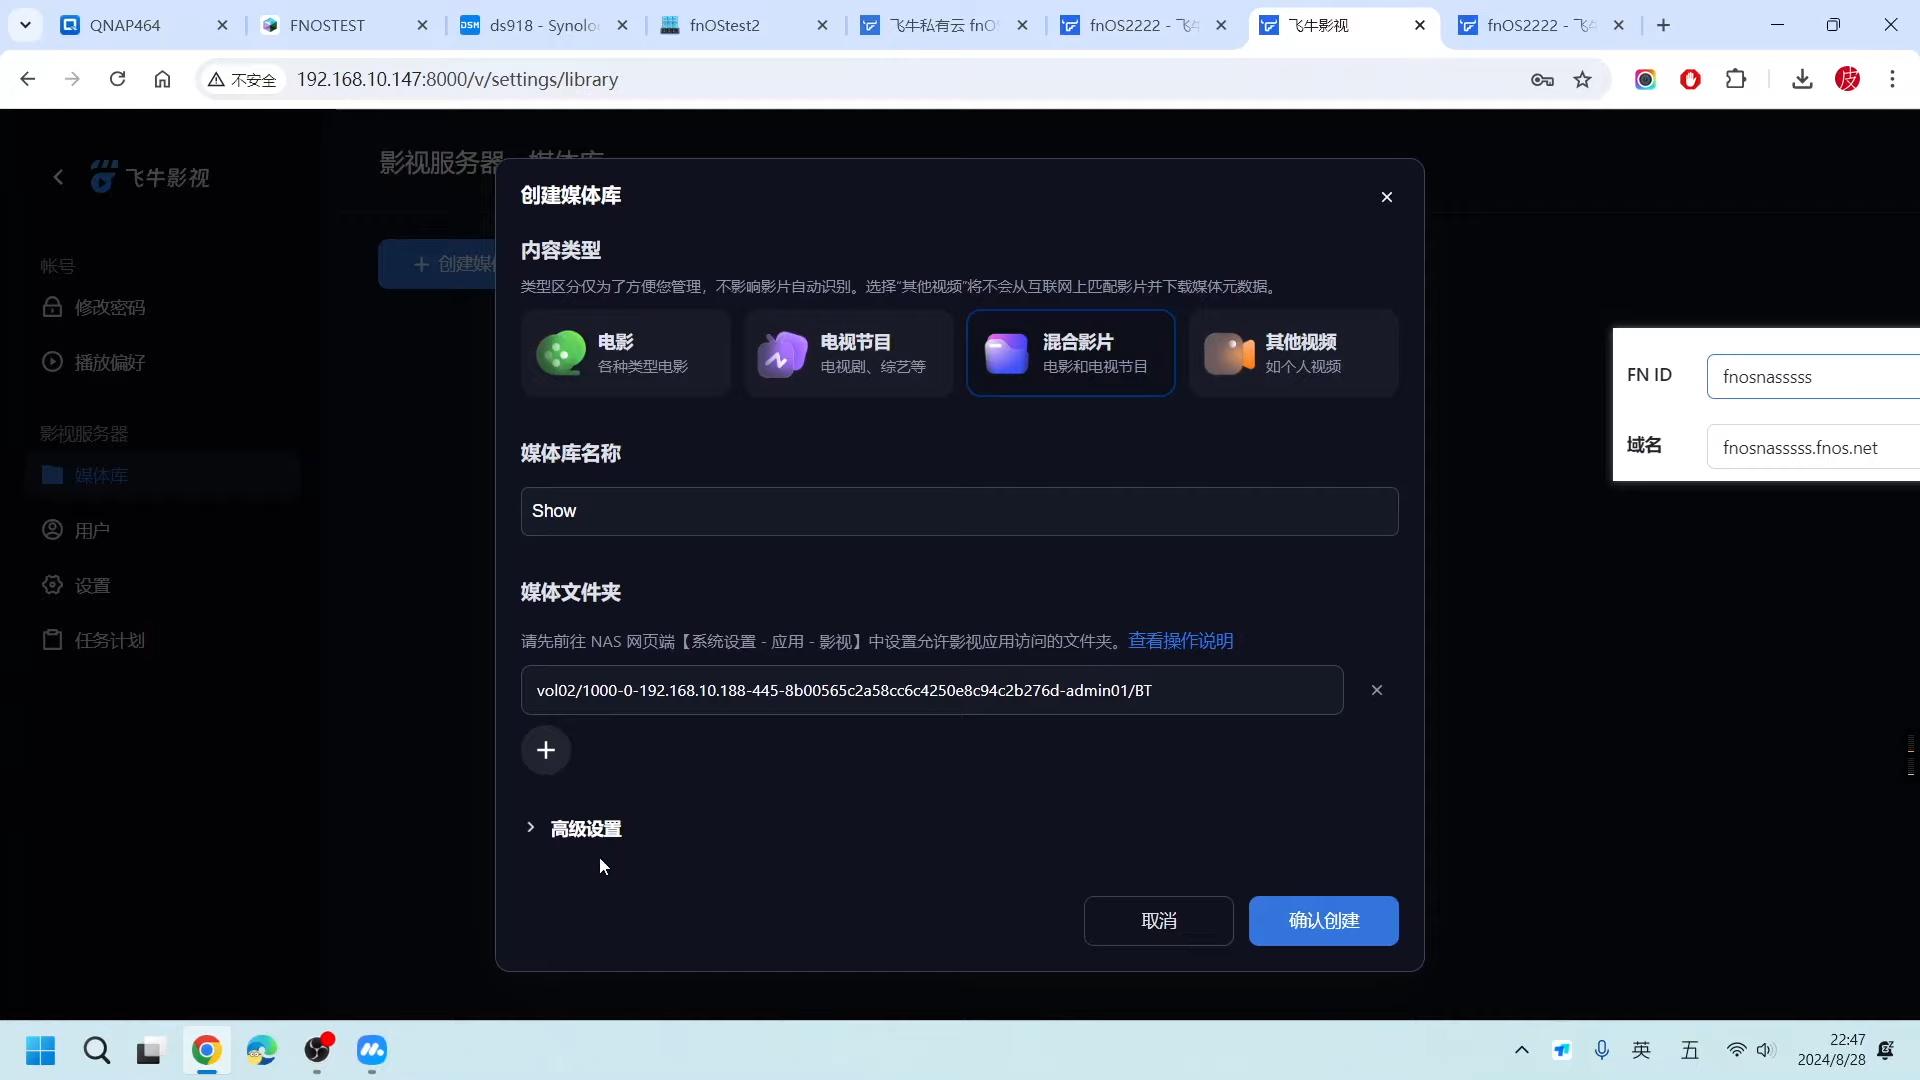 QNAP464
FNOSTEST
ds918 - Synolo
fnOStest2
飞牛私有云 fnO
fnOS2222 - 飞牛
飞牛影视
fnOS2222 - 飞牛
不安全
192.168.10.147:8000/v/settings/library
皮
飞牛影视
影视服务器 - 媒体库
创建媒体库
内容类型
类型区分仅为了方便您管理，不影响影片自动识别。选择“其他视频”将不会从互联网上匹配影片并下载媒体元数据。
电影
各种类型电影
电视节目
电视剧、综艺等
混合影片
电影和电视节目
其他视频
如个人视频
媒体库名称
Show
媒体文件夹
请先前往 NAS 网页端【系统设置 - 应用 - 影视】中设置允许影视应用访问的文件夹。查看操作说明
vol02/1000-0-192.168.10.188-445-8b00565c2a58cc6c4250e8c94c2b276d-admin01/BT
高级设置
取消
确认创建
创建媒体
帐号
修改密码
播放偏好
影视服务器
媒体库
用户
设置
任务计划
FN ID
fnosnasssss
域名
fnosnasssss.fnos.net
英
五
22:47
2024/8/28